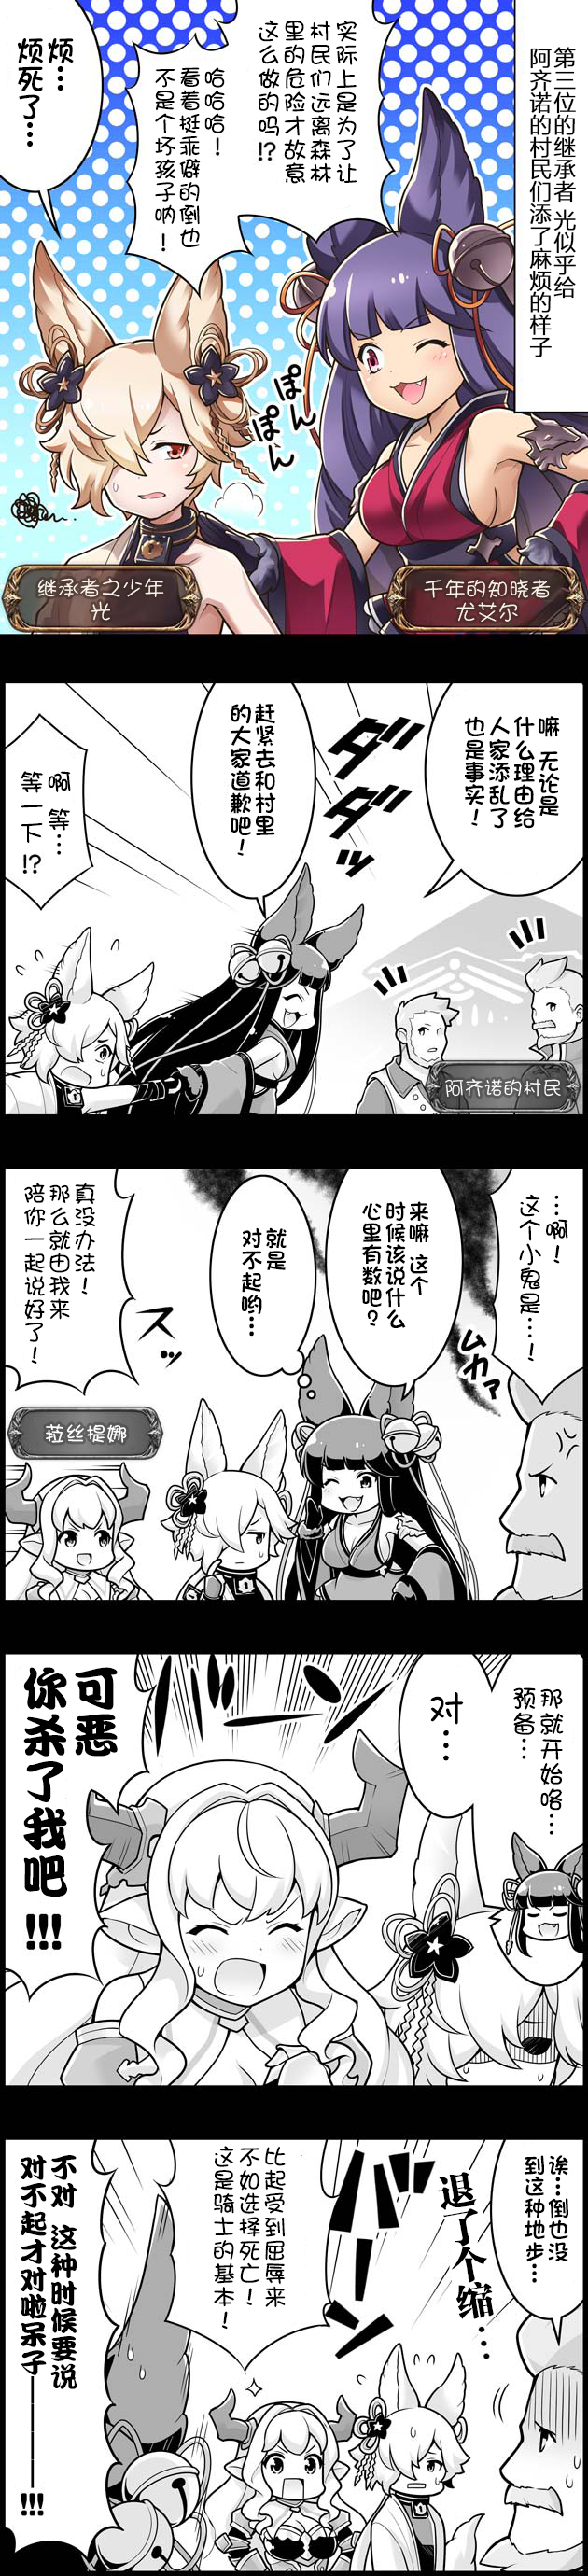 第三位的继承者 光似乎给
阿齐诺的村民们添了麻烦的样子
实际上是为了让
村民们远离森林
里的危险才故意
这么做的吗!?
哈哈哈！
看着挺乖僻的倒也
不是个坏孩子呐！
烦…
烦死了…
ぽん
ぽん
千年的知晓者
尤艾尔
继承者之少年
光
嘛 无论是
什么理由给
人家添乱了
也是事实！
ダダッ
赶紧去和村里
的大家道歉吧！
啊 等…
等一下!?
阿齐诺的村民
…啊！
这个小鬼是…！
ムカァ
来嘛 这个
时候该说什么
心里有数吧？
就是
对不起哟…
スッ
真没办法！
那么就由我来
陪你一起说好了！
菈丝提娜
那就开始咯…
预备…
对…
バーン
可恶
你杀了我吧!!!
诶…倒也没
到这种地步…
退了个缩…
バーン
比起受到屈辱来
不如选择死亡！
这是骑士的基本！
不对 这种时候要说
对不起才对啦呆子——!!!